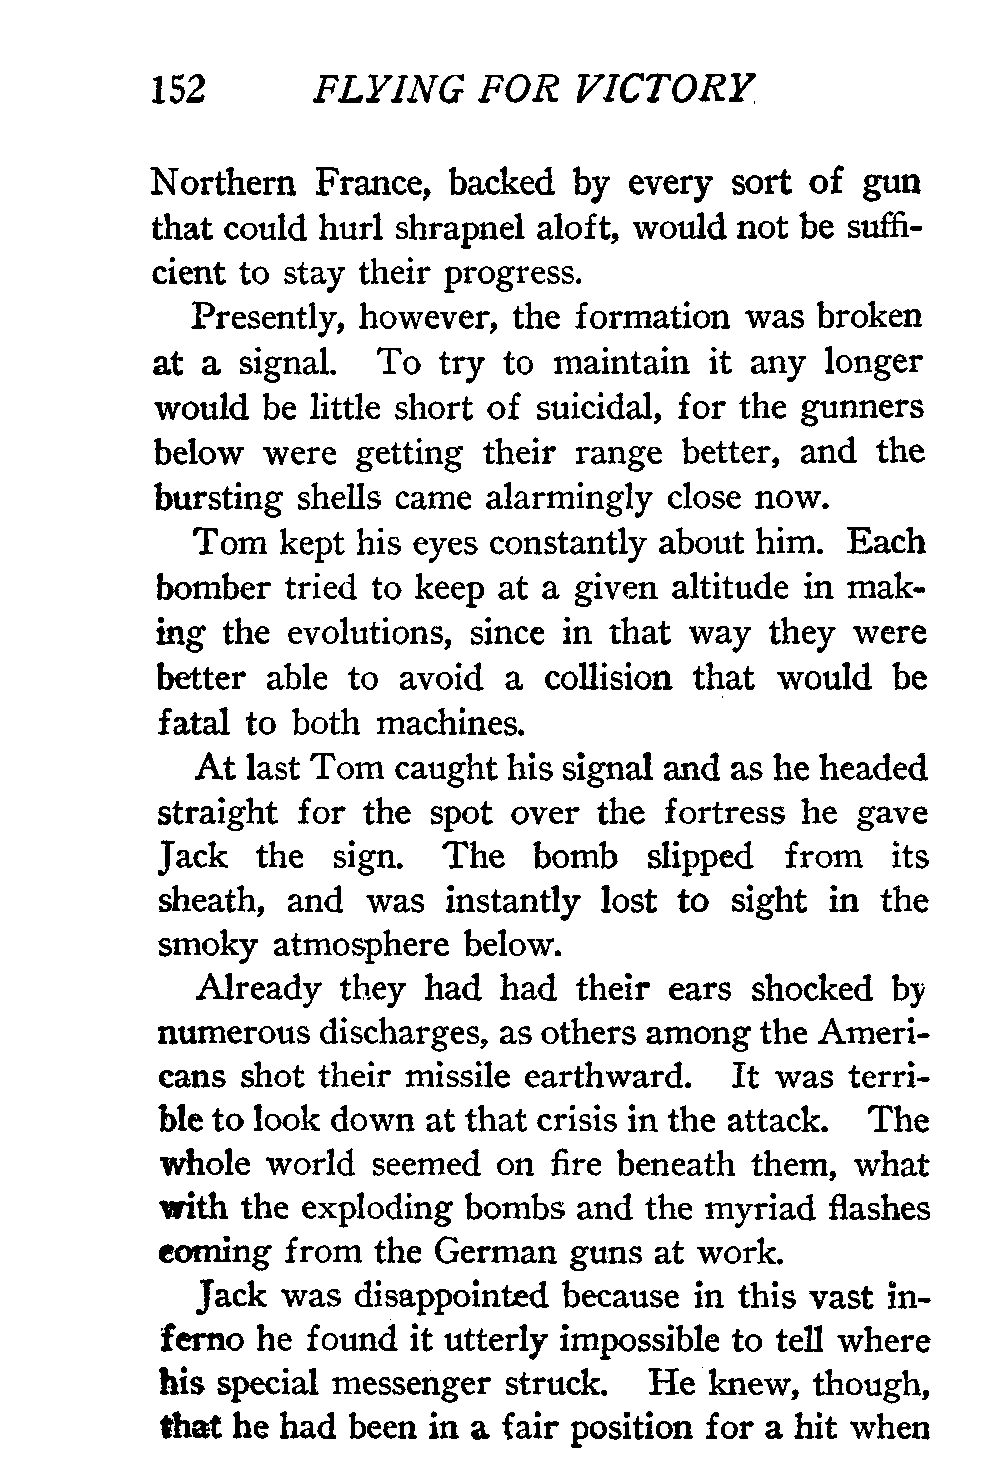 152 FLYING FOR VICTORY
Northern France, backed by every sort of gun
that could hurl shrapnel aloft, would not be suffi-
cient to stay their progress.
Presently, however, the formation was broken
at a signal. To try to maintain it any longer
would be little short of suicidal, for the gunners
below were getting their range better, and the
bursting shells came alarmingly close now.
Tom kept his eyes constantly about him. Each
bomber tried to keep at a given altitude in mak-
ing the evolutions, since in that way they were
better able to avoid a collision that would be
fatal to both machines.
At last Tom caught his signal and as he headed
straight for the spot over the fortress he gave
Jack the sign. The bomb slipped from its
sheath, and was instantly lost to sight in the
smoky atmosphere below.
Already they had had their ears shocked by
numerous discharges, as others among the Ameri-
cans shot their missile earthward. It was terri-
ble to look down at that crisis in the attack. The
whole world seemed on fire beneath them, what
with the exploding bombs and the myriad flashes
coming from the German guns at work.
Jack was disappointed because in this vast in-
ferno he found it utterly impossible to tell where
his special messenger struck. He knew, though,
that he had been in a fair position for a hit when